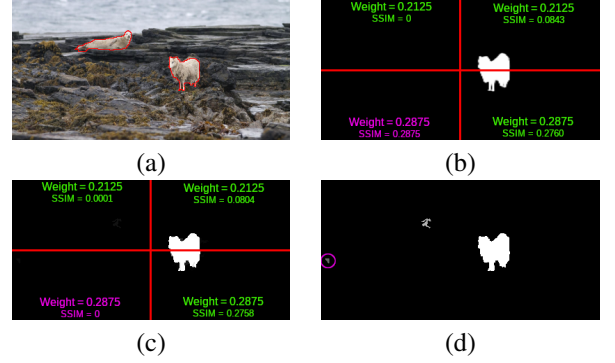 Weight = 0.2125
SSIM = 0
Weight = 0.2125
SSIM = 0.0843
Weight = 0.2875
SSIM = 0.2875
Weight = 0.2875
SSIM = 0.2760
(a)
(b)
Weight = 0.2125
SSIM = 0.0001
Weight = 0.2125
SSIM = 0.0804
Weight = 0.2875
SSIM = 0
Weight = 0.2875
SSIM = 0.2758
(c)
(d)